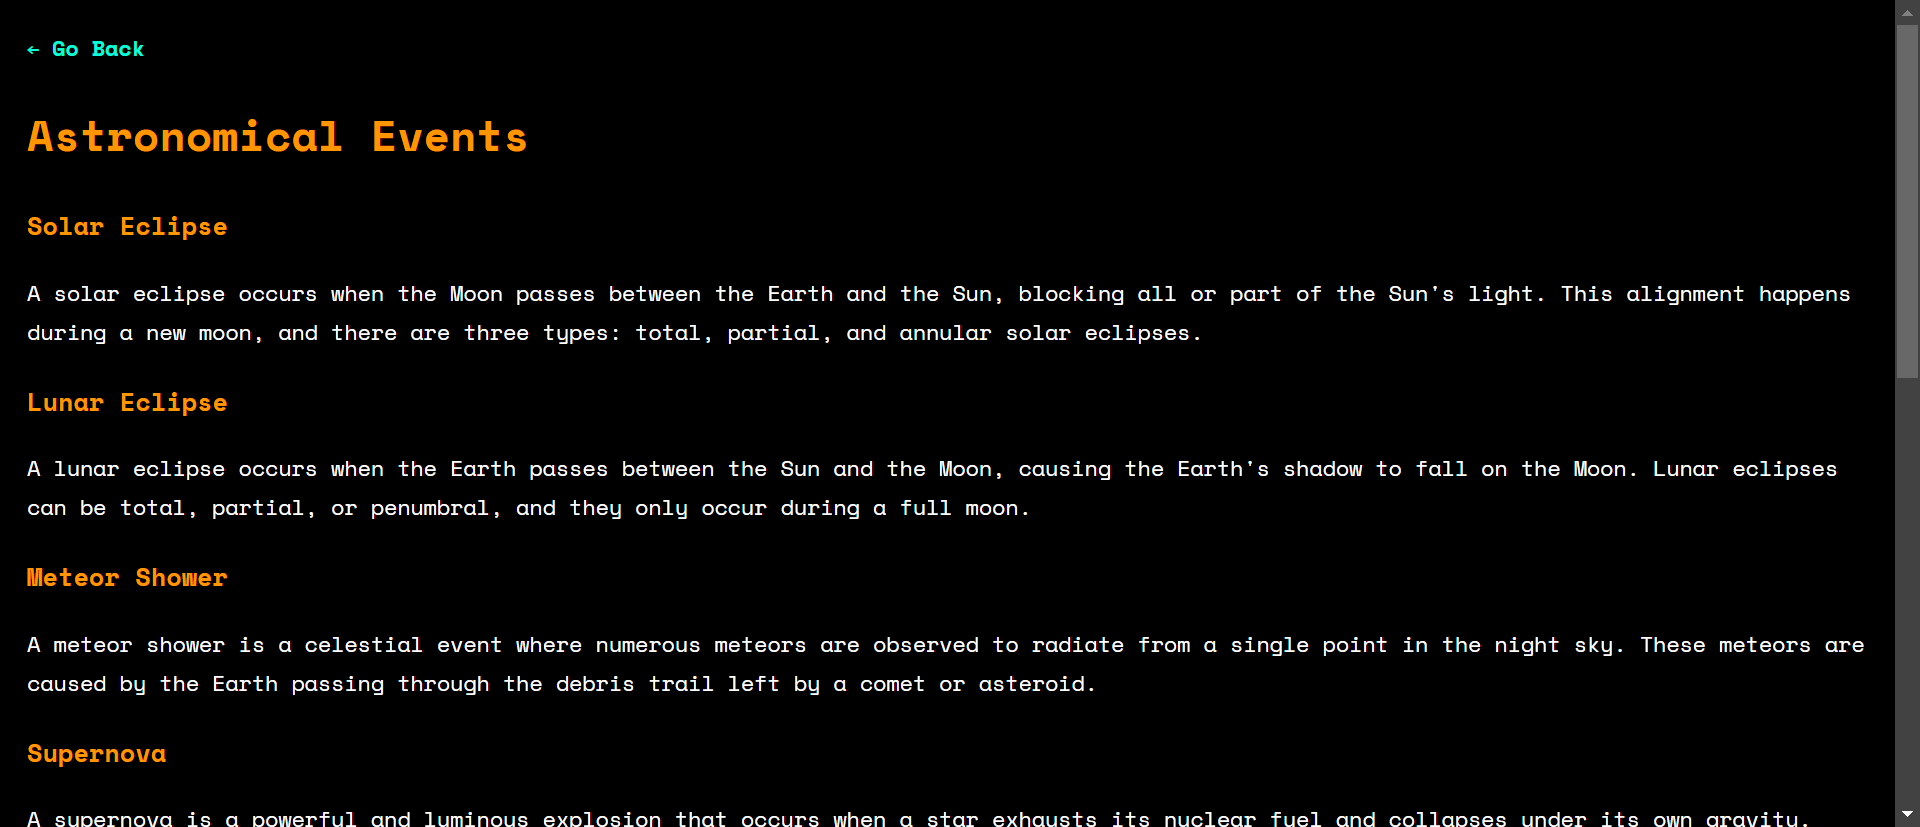 ← Go Back
Astronomical Events
Solar Eclipse
A solar eclipse occurs when the Moon passes between the Earth and the Sun, blocking all or part of the Sun's light. This alignment happens
during a new moon, and there are three types: total, partial, and annular solar eclipses.
Lunar Eclipse
A lunar eclipse occurs when the Earth passes between the Sun and the Moon, causing the Earth's shadow to fall on the Moon. Lunar eclipses
can be total, partial, or penumbral, and they only occur during a full moon.
Meteor Shower
A meteor shower is a celestial event where numerous meteors are observed to radiate from a single point in the night sky. These meteors are
caused by the Earth passing through the debris trail left by a comet or asteroid.
Supernova
A supernova is a powerful and luminous explosion that occurs when a star exhausts its nuclear fuel and collapses under its own gravity.